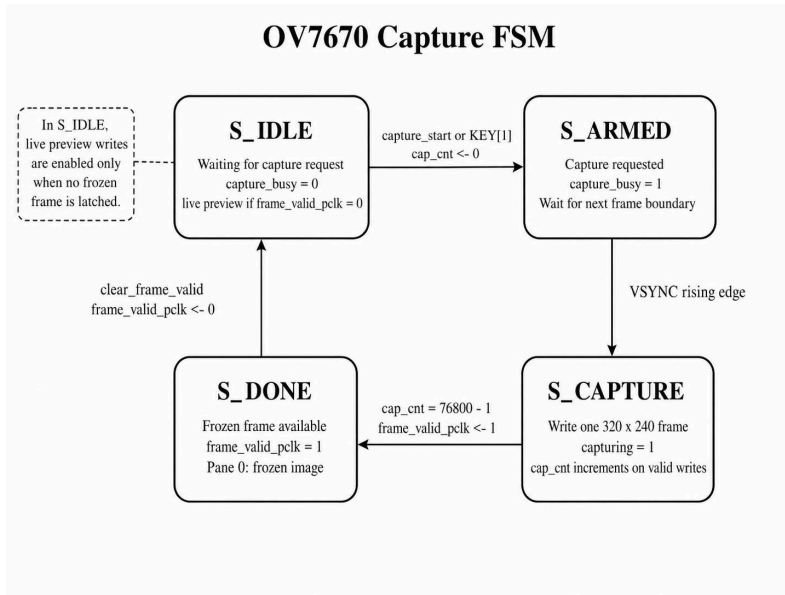 OV7670 Capture FSM
In S_IDLE,
live preview writes
are enabled only
when no frozen
frame is latched.
S_IDLE
Waiting for capture request
capture_busy = 0
live preview if frame_valid_pclk = 0
capture_start or KEY[1]
cap_cnt <- 0
S_ARMED
Capture requested
capture_busy = 1
Wait for next frame boundary
VSYNC rising edge
clear_frame_valid
frame_valid_pclk <- 0
S_DONE
Frozen frame available
frame_valid_pclk = 1
Pane 0: frozen image
cap_cnt = 76800 - 1
frame_valid_pclk <- 1
S_CAPTURE
Write one 320 x 240 frame
capturing = 1
cap_cnt increments on valid writes